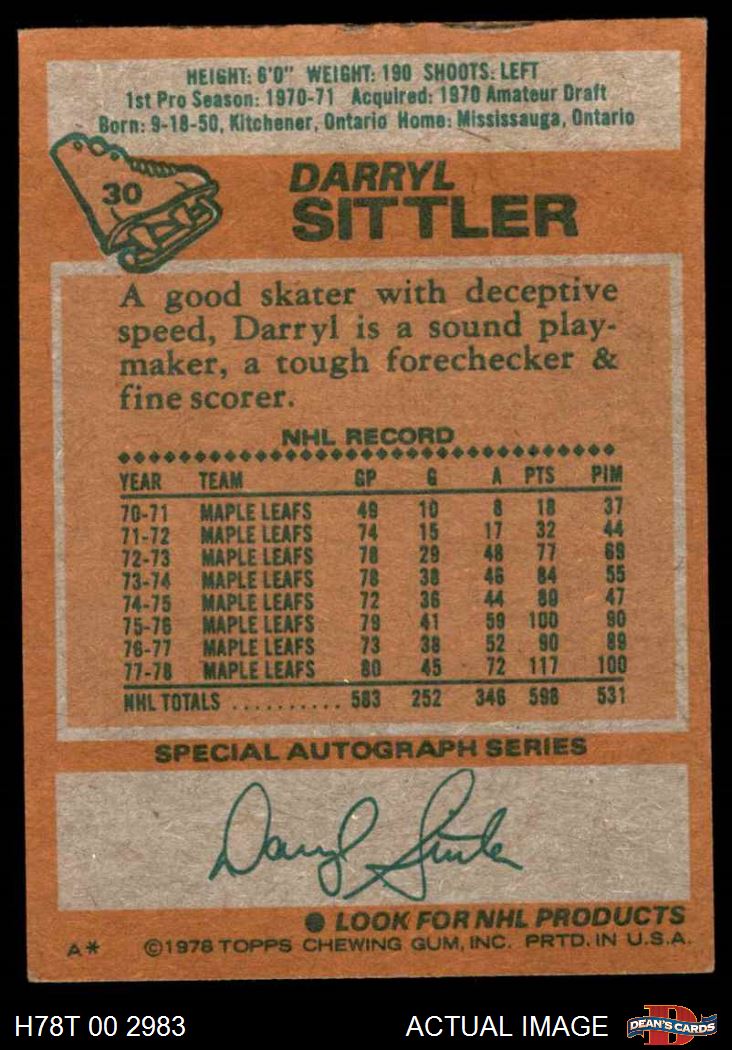 HEIGHT: 6'0" WEIGHT: 190 SHOOTS: LEFT
1st Pro Season: 1970-71 Acquired: 1970 Amateur Draft
Born: 9-18-50, Kitchener, Ontario Home: Mississauga, Ontario
30
DARRYL
SITTLER
A good skater with deceptive
speed, Darryl is a sound play-
maker, a tough forechecker &
fine scorer.
NHL RECORD
YEAR TEAM GP G A PTS PIM
70-71 MAPLE LEAFS 49 10 8 18 37
71-72 MAPLE LEAFS 74 15 17 32 44
72-73 MAPLE LEAFS 78 29 48 77 69
73-74 MAPLE LEAFS 78 38 46 84 55
74-75 MAPLE LEAFS 72 36 44 80 47
75-76 MAPLE LEAFS 79 41 59 100 90
76-77 MAPLE LEAFS 73 38 52 90 89
77-78 MAPLE LEAFS 80 45 72 117 100
NHL TOTALS .......... 583 252 346 598 531
SPECIAL AUTOGRAPH SERIES
Darryl Sittler
● LOOK FOR NHL PRODUCTS
A* ©1978 TOPPS CHEWING GUM, INC. PRTD. IN U.S.A.
H78T 00 2983 ACTUAL IMAGE DEAN'S CARDS